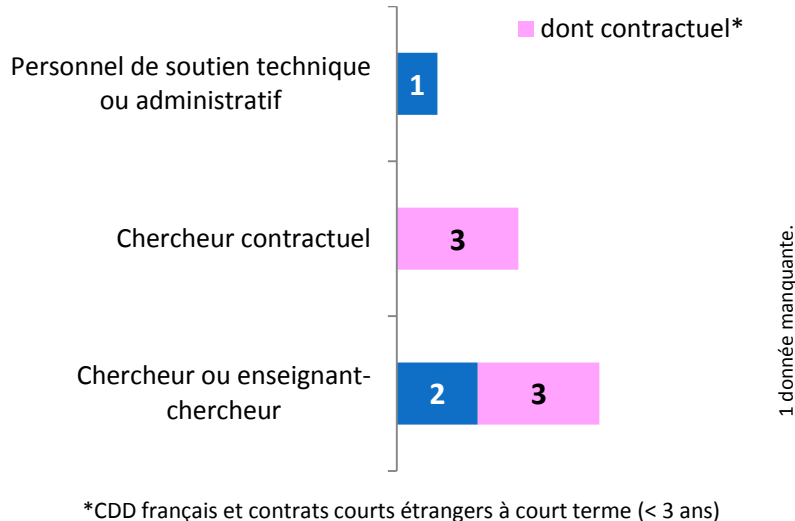 dont contractuel*
Personnel de soutien technique
ou administratif
1
Chercheur contractuel
3
Chercheur ou enseignant-
chercheur
2
3
1 donnée manquante.
*CDD français et contrats courts étrangers à court terme (< 3 ans)